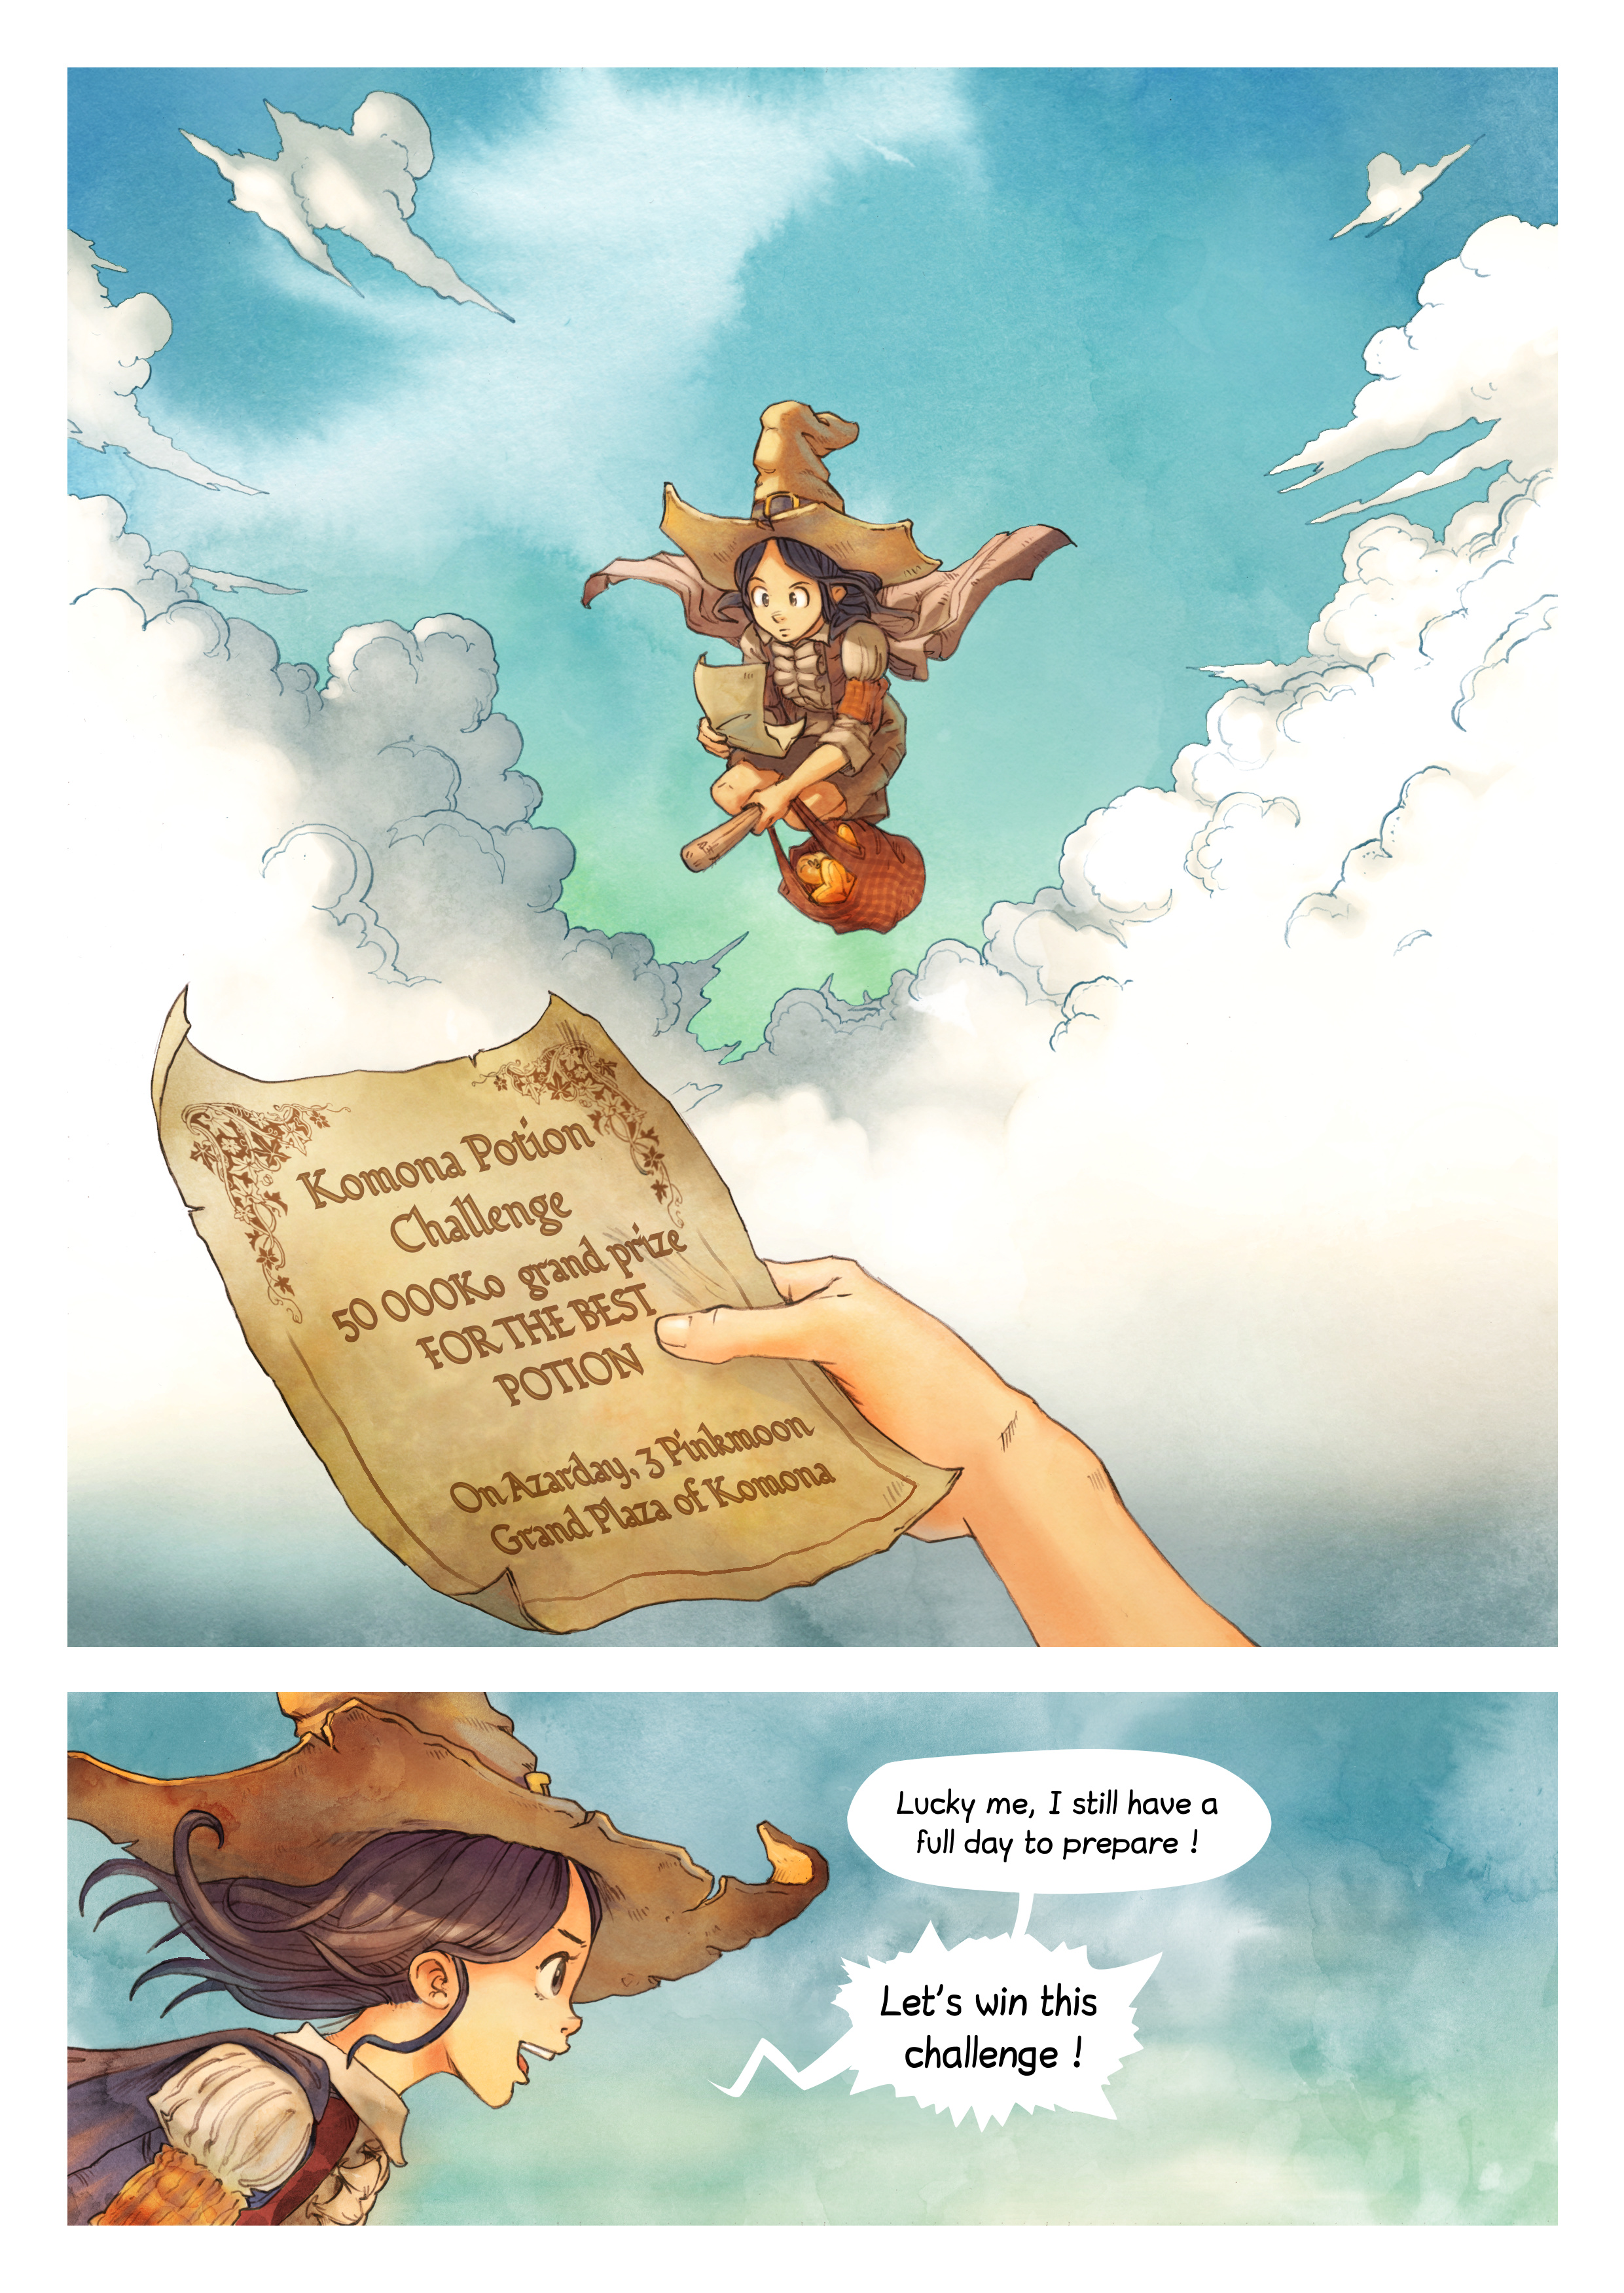 Komona Potion
Challenge
50 000Ko grand prize
FOR THE BEST
POTION
On Azarday, 3 Pinkmoon
Grand Plaza of Komona
Lucky me, I still have a
full day to prepare !
Let's win this
challenge !